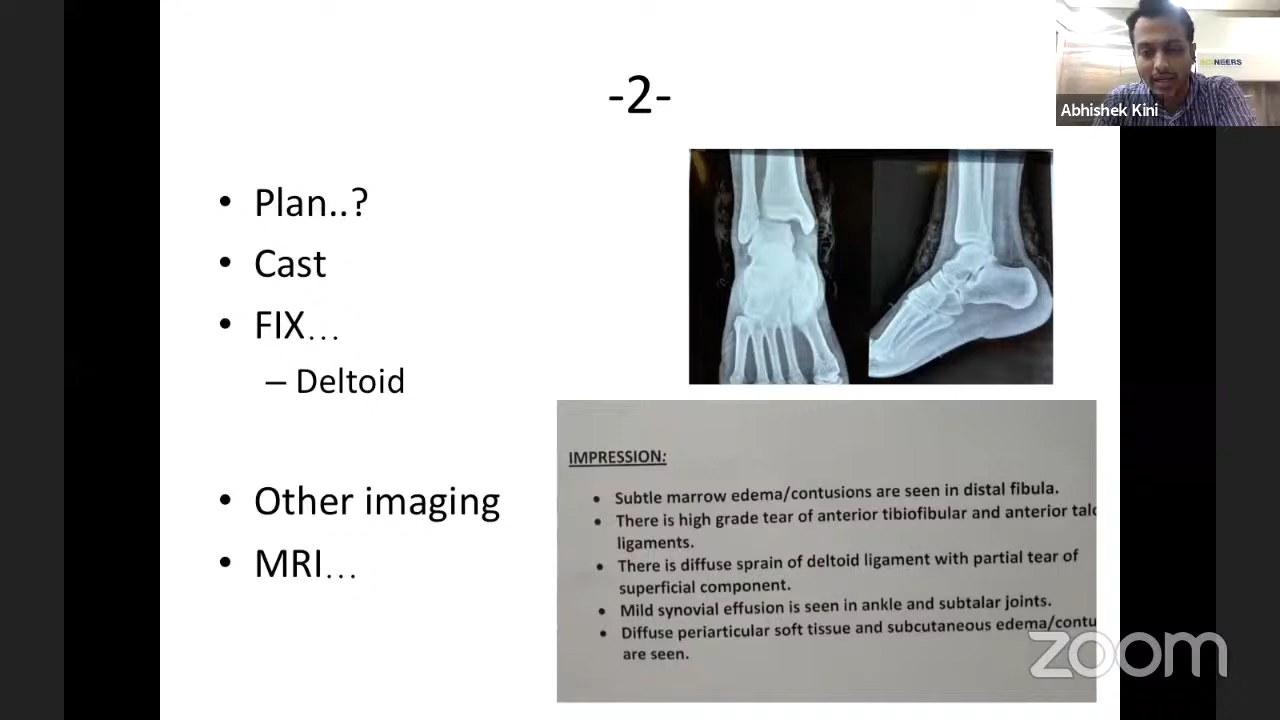 -2-
Abhishek Kini
NEERS
• Plan..?
• Cast
• FIX...
– Deltoid
• Other imaging
• MRI...
IMPRESSION:
• Subtle marrow edema/contusions are seen in distal fibula.
• There is high grade tear of anterior tibiofibular and anterior
ligaments.
• There is diffuse sprain of deltoid ligament with partial tear of
superficial component.
• Mild synovial effusion is seen in ankle and subtalar joints.
• Diffuse periarticular soft tissue and subcutaneous edema/contu
are seen.
zoom